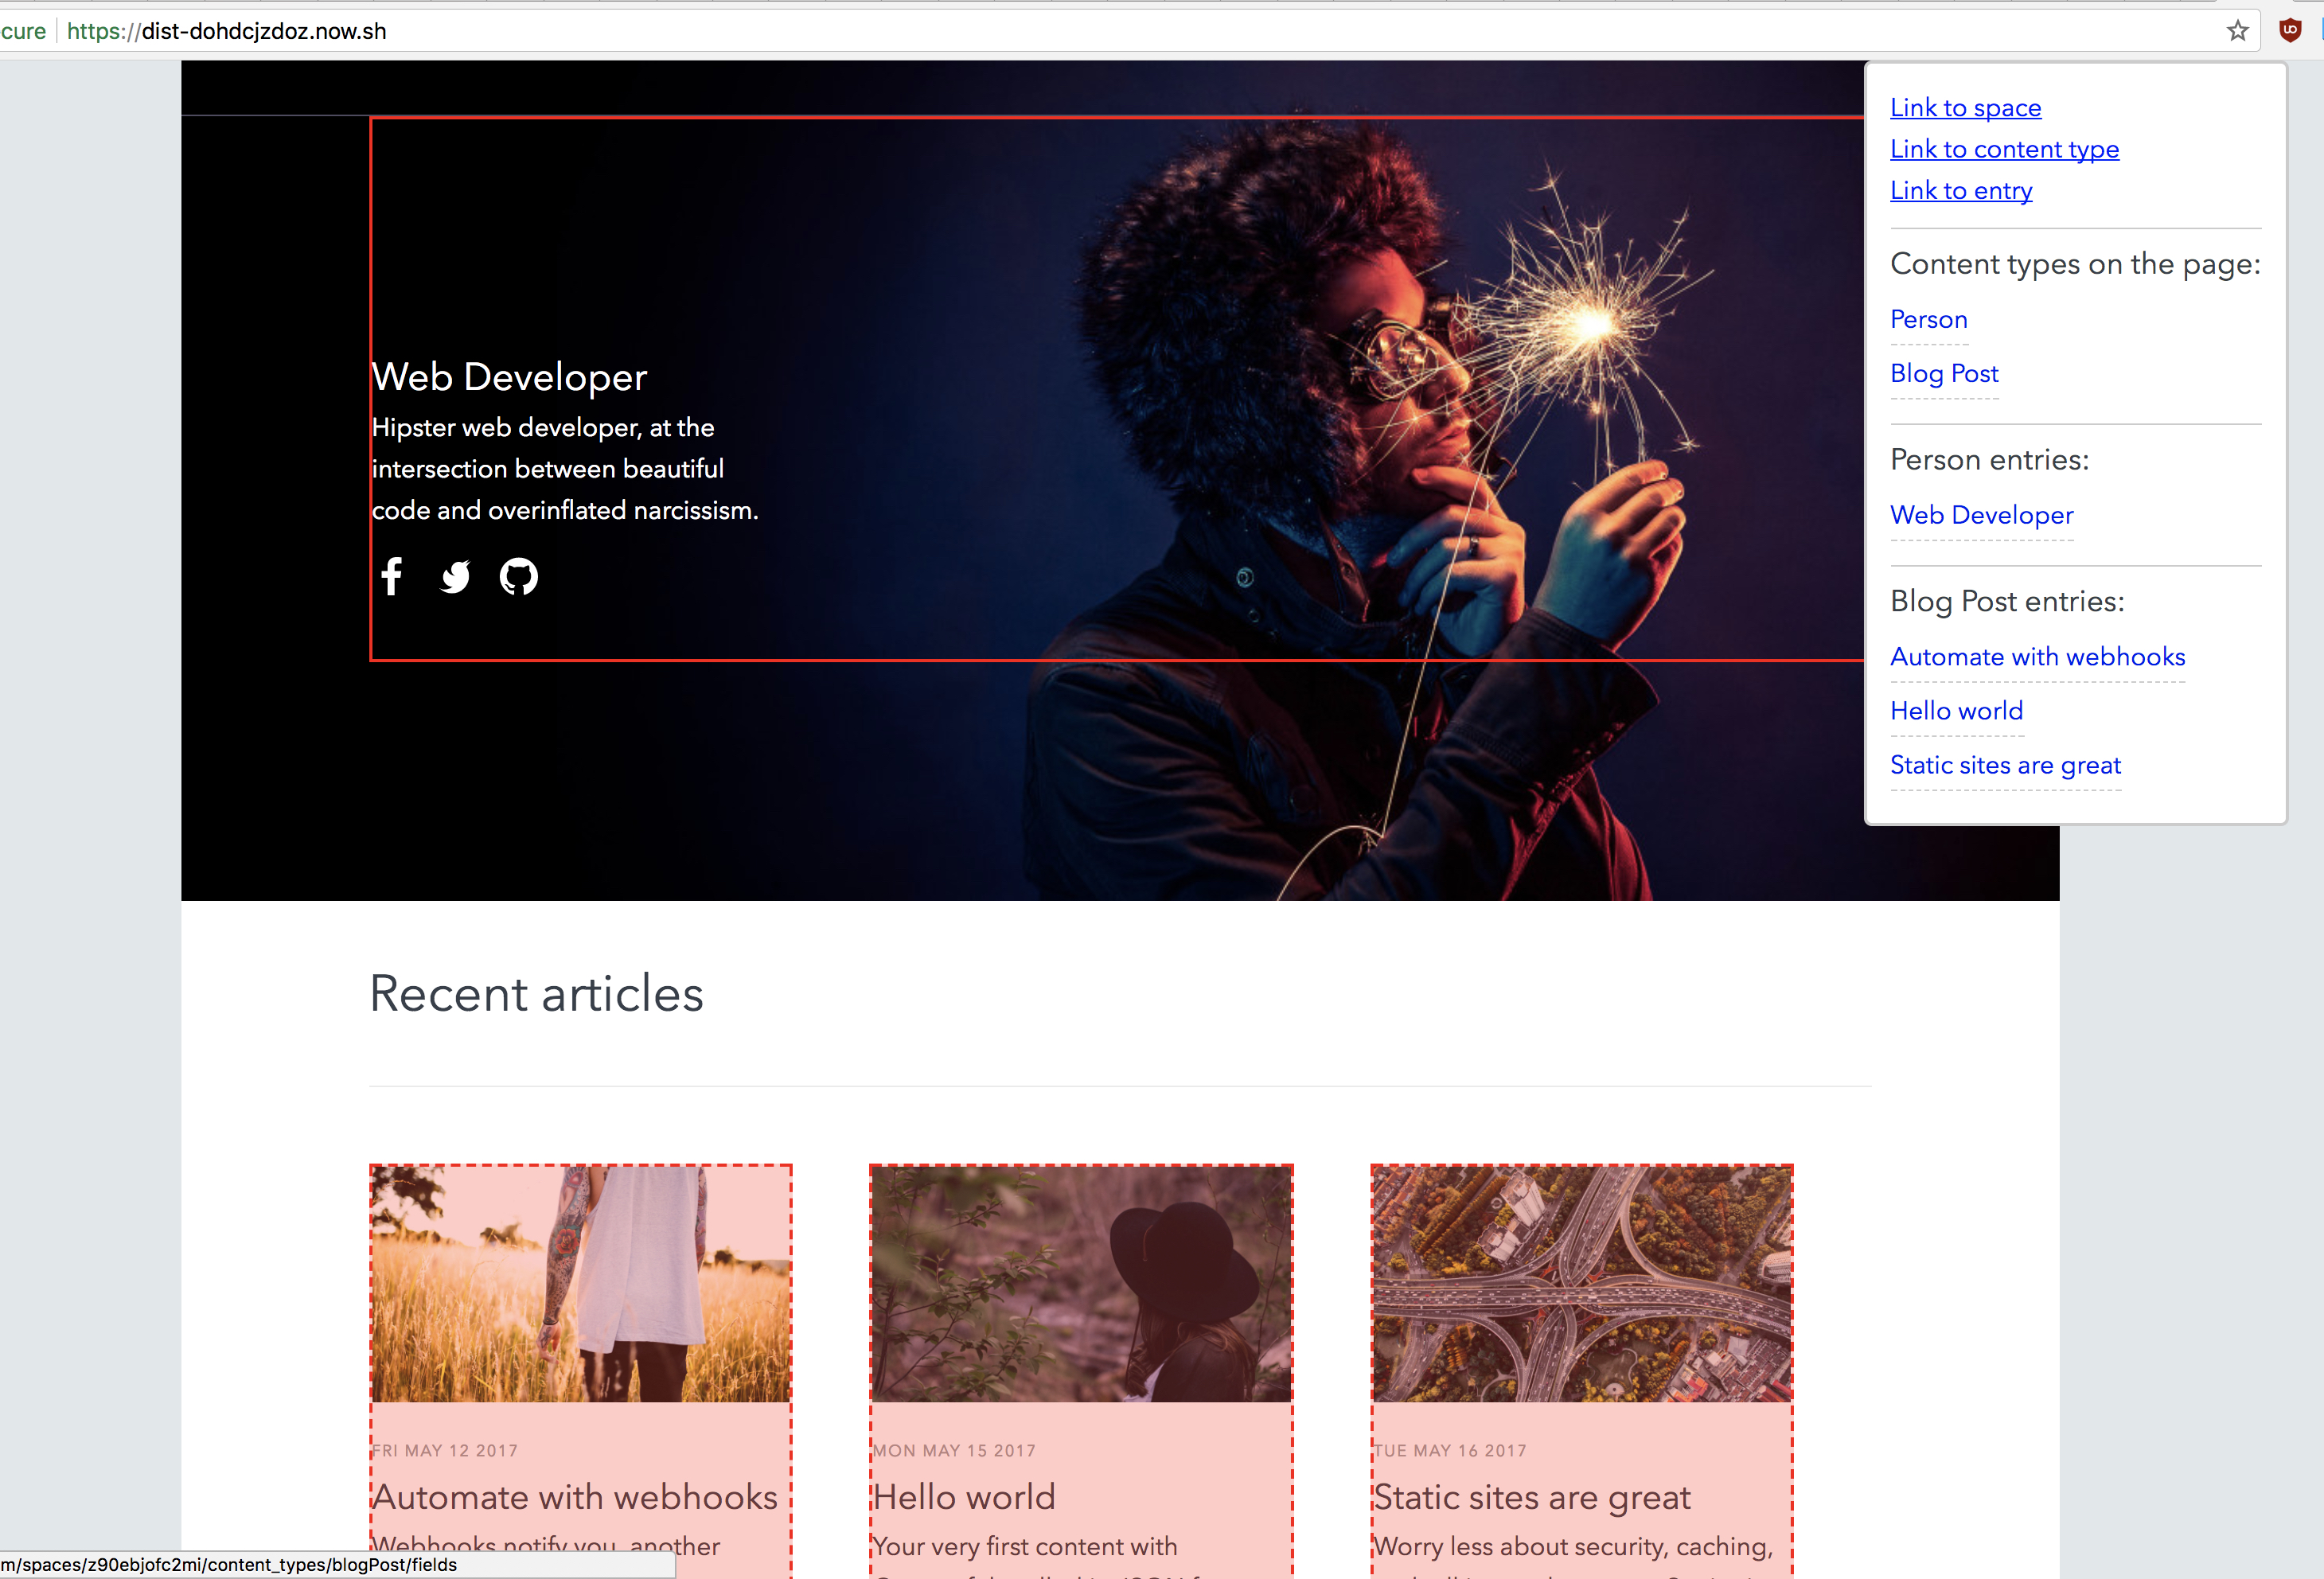 cure https://dist-dohdcjzdoz.now.sh
Link to space
Link to content type
Link to entry
Content types on the page:
Person
Blog Post
Person entries:
Web Developer
Blog Post entries:
Automate with webhooks
Hello world
Static sites are great
Web Developer
Hipster web developer, at the
intersection between beautiful
code and overinflated narcissism.
Recent articles
FRI MAY 12 2017
Automate with webhooks
Webhooks notify you, another
MON MAY 15 2017
Hello world
Your very first content with
TUE MAY 16 2017
Static sites are great
Worry less about security, caching,
m/spaces/z90ebjofc2mi/content_types/blogPost/fields